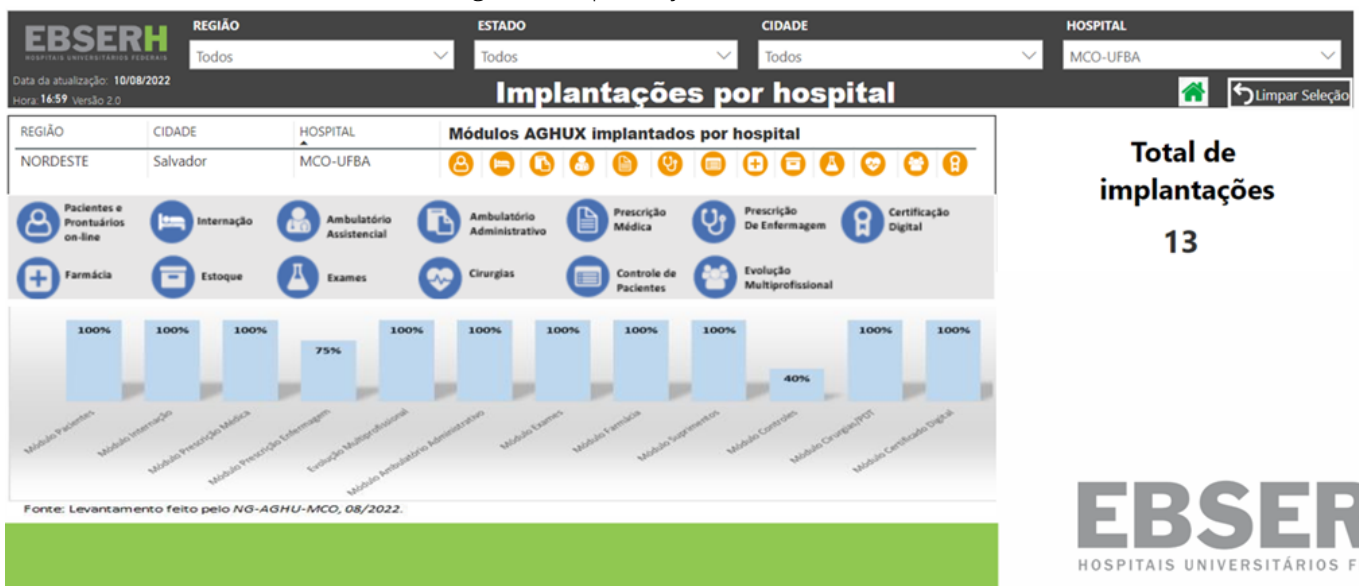 EBSERH
HOSPITAIS UNIVERSITÁRIOS FEDERAIS
REGIÃO
Todos
ESTADO
Todos
CIDADE
Todos
HOSPITAL
MCO-UFBA
Data da atualização: 10/08/2022
Hora: 16:59 Versão 2.0
Implantações por hospital
Limpar Seleção
REGIÃO CIDADE HOSPITAL Módulos AGHUX implantados por hospital
NORDESTE Salvador MCO-UFBA
Total de
implantações
13
Pacientes e
Prontuários
on-line
Internação
Ambulatório
Assistencial
Ambulatório
Administrativo
Prescrição
Médica
Prescrição
De Enfermagem
Certificação
Digital
Farmácia
Estoque
Exames
Cirurgias
Controle de
Pacientes
Evolução
Multiprofissional
100% 100% 100% 75% 100% 100% 100% 100% 100% 40% 100% 100%
Módulo Pacientes
Módulo Internação
Módulo Prescrição Médica
Módulo Prescrição Enfermagem
Evolução Multiprofissional
Módulo Ambulatório Administrativo
Módulo Exames
Módulo Farmácia
Módulo Suprimentos
Módulo Controles
Módulo Cirurgias/PDT
Módulo Certificado Digital
Fonte: Levantamento feito pelo NG-AGHU-MCO, 08/2022.
EBSER
HOSPITAIS UNIVERSITÁRIOS F